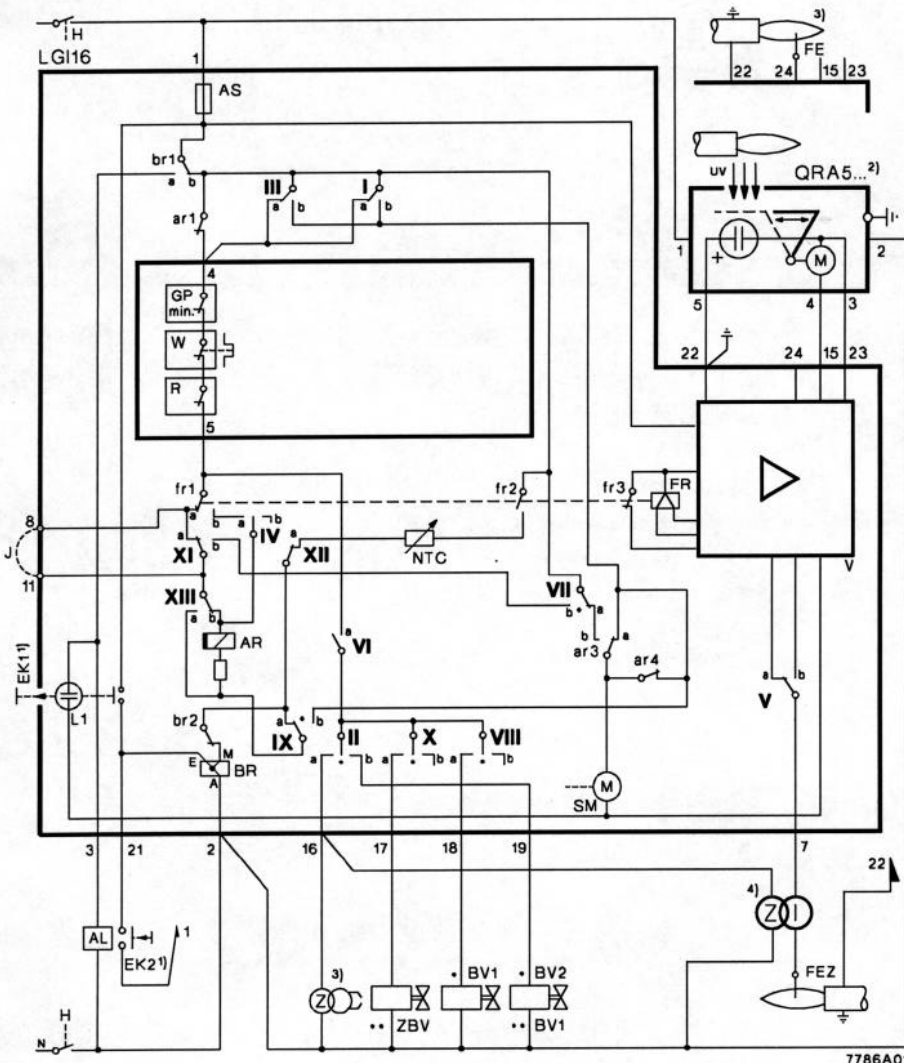 H
3)
LGI16
FE
1
22 24 15 23
AS
br1
a b
III
I
a b
a b
UV
QRA5... 2)
ar1
1
+
M
2
4
5 4 3
GP
min.
W
22 24 15 23
R
5
fr1
fr2
fr3
FR
8
a b
a b
IV
J
a b
XI
XII
NTC
V
11
XIII
VII
a b
b a
b a
EK1 1)
AR
a
VI
ar3
ar4
a b
L1
br2
a b
V
M
IX
II
X
VIII
E
BR
a b
a b
a b
A
M
SM
3 21 2 16 17 18 19 7
22
4)
AL
1
Z I
EK2 1)
3)
BV1
BV2
FEZ
Z
H
ZBV
BV1
N
7786A0